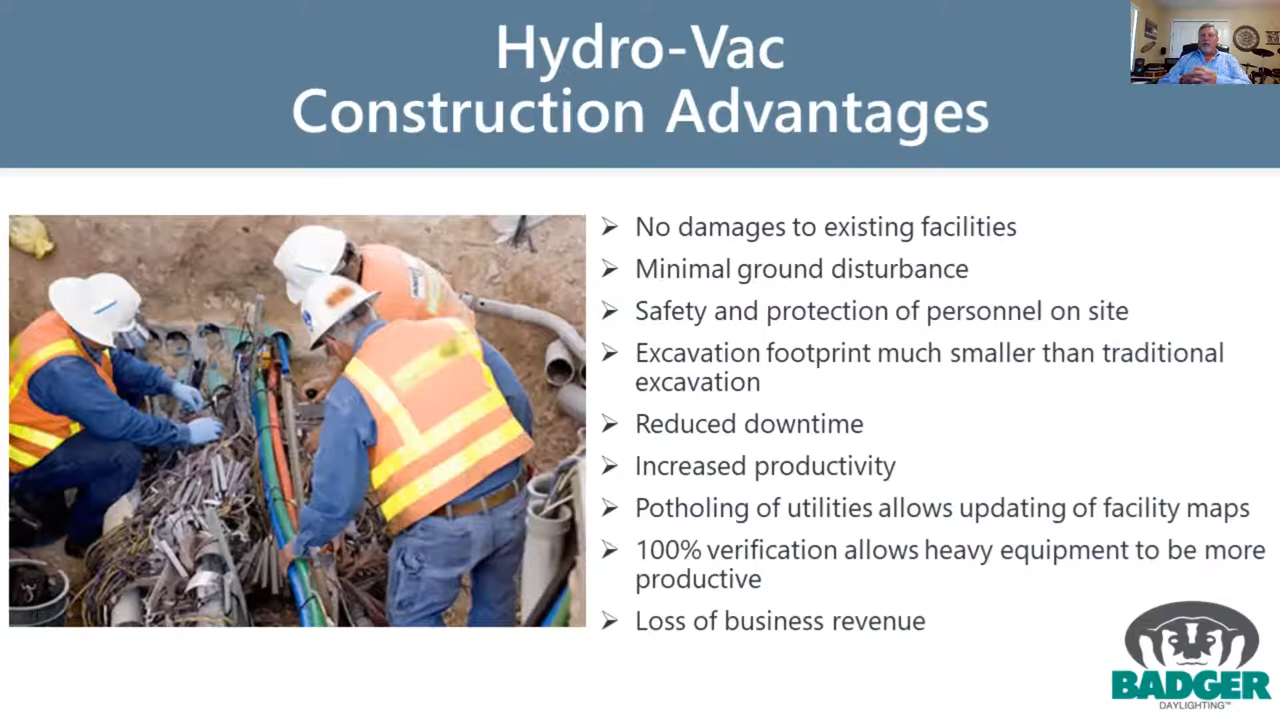 Hydro-Vac
Construction Advantages
➢ No damages to existing facilities
➢ Minimal ground disturbance
➢ Safety and protection of personnel on site
➢ Excavation footprint much smaller than traditional
excavation
➢ Reduced downtime
➢ Increased productivity
➢ Potholing of utilities allows updating of facility maps
➢ 100% verification allows heavy equipment to be more
productive
➢ Loss of business revenue
BADGER
DAYLIGHTING™